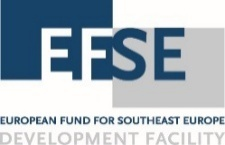 EFSE
EUROPEAN FUND FOR SOUTHEAST EUROPE
DEVELOPMENT FACILITY